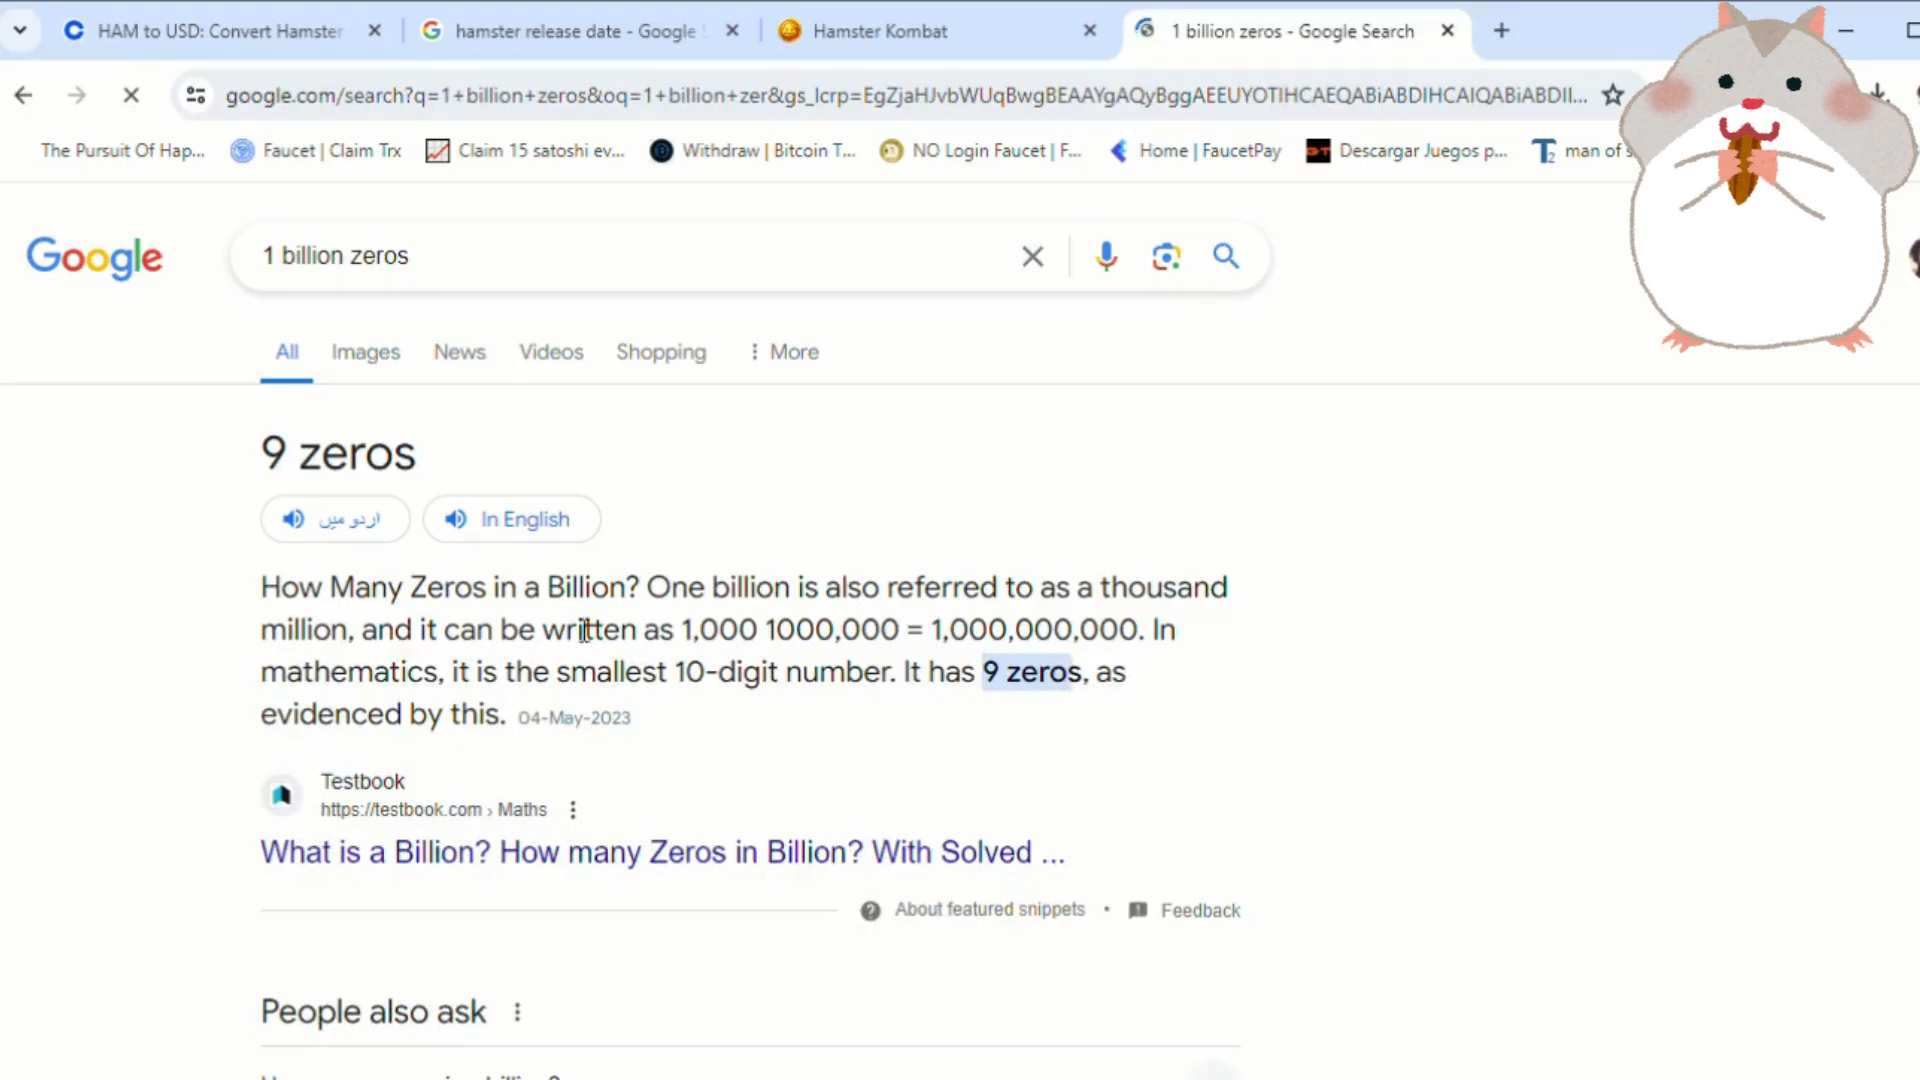 HAM to USD: Convert Hamster
hamster release date - Google S
Hamster Kombat
1 billion zeros - Google Search
google.com/search?q=1+billion+zeros&oq=1+billion+zer&gs_lcrp=EgZjaHJvbWUqBwgBEAAYgAQyBggAEEUYOTIHCAEQABiABDIHCAIQABiABDII...
The Pursuit Of Hap...
Faucet | Claim Trx
Claim 15 satoshi ev...
Withdraw | Bitcoin T...
NO Login Faucet | F...
Home | FaucetPay
Descargar Juegos p...
man of s
Google
1 billion zeros
All Images News Videos Shopping More
9 zeros
اردو میں
In English
How Many Zeros in a Billion? One billion is also referred to as a thousand
million, and it can be written as 1,000 1000,000 = 1,000,000,000. In
mathematics, it is the smallest 10-digit number. It has 9 zeros, as
evidenced by this. 04-May-2023
Testbook
https://testbook.com › Maths
What is a Billion? How many Zeros in Billion? With Solved ...
About featured snippets • Feedback
People also ask